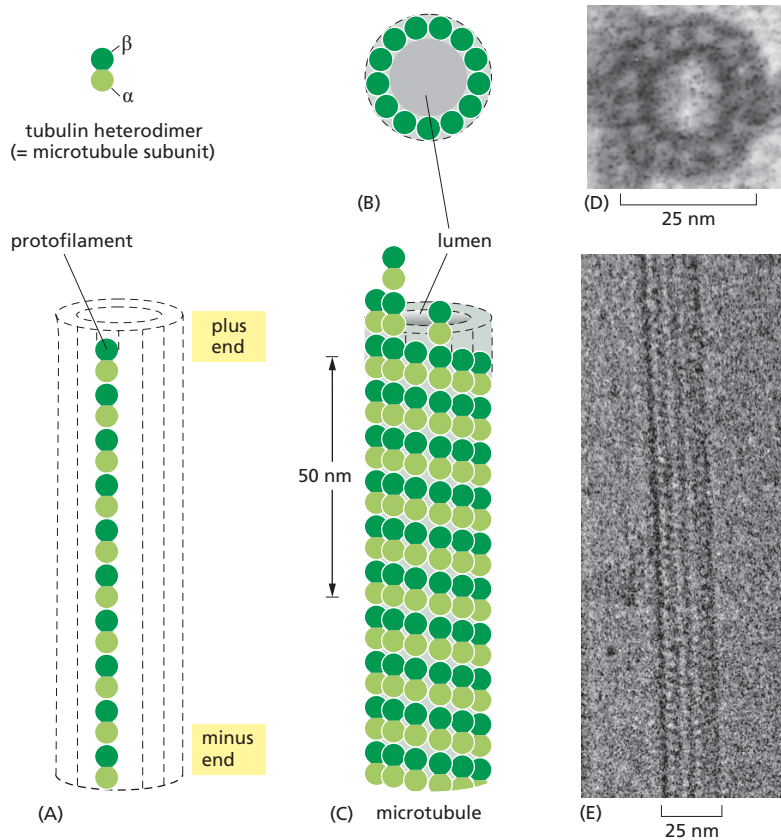 β
α
tubulin heterodimer
(= microtubule subunit)
(B)
(D)
25 nm
protofilament
lumen
plus
end
50 nm
minus
end
(A)
(C)
microtubule
(E)
25 nm